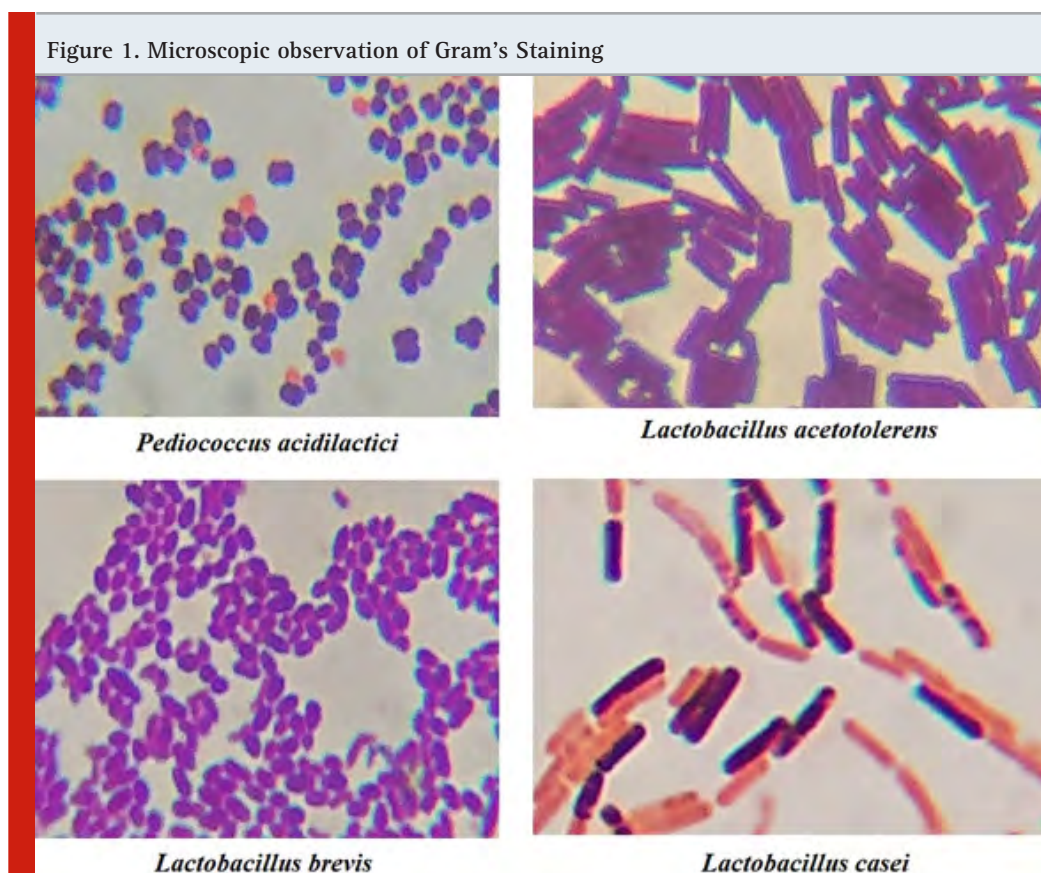 Figure 1. Microscopic observation of Gram's Staining
Pediococcus acidilactici
Lactobacillus acetotolerens
Lactobacillus brevis
Lactobacillus casei